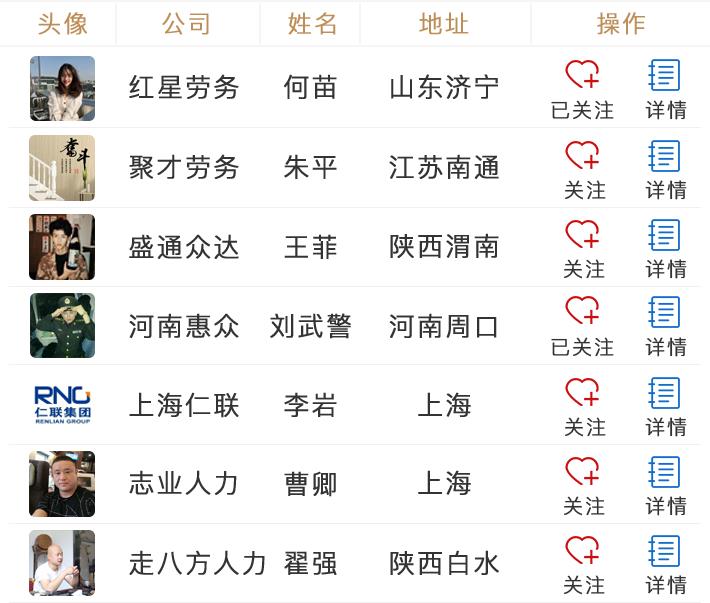 头像 公司 姓名 地址 操作
红星劳务 何苗 山东济宁 已关注 详情
奋斗
聚才劳务 朱平 江苏南通 关注 详情
盛通众达 王菲 陕西渭南 关注 详情
河南惠众 刘武警 河南周口 已关注 详情
RNG
仁联集团
RENLIAN GROUP
上海仁联 李岩 上海 关注 详情
志业人力 曹卿 上海 关注 详情
走八方人力 翟强 陕西白水 关注 详情